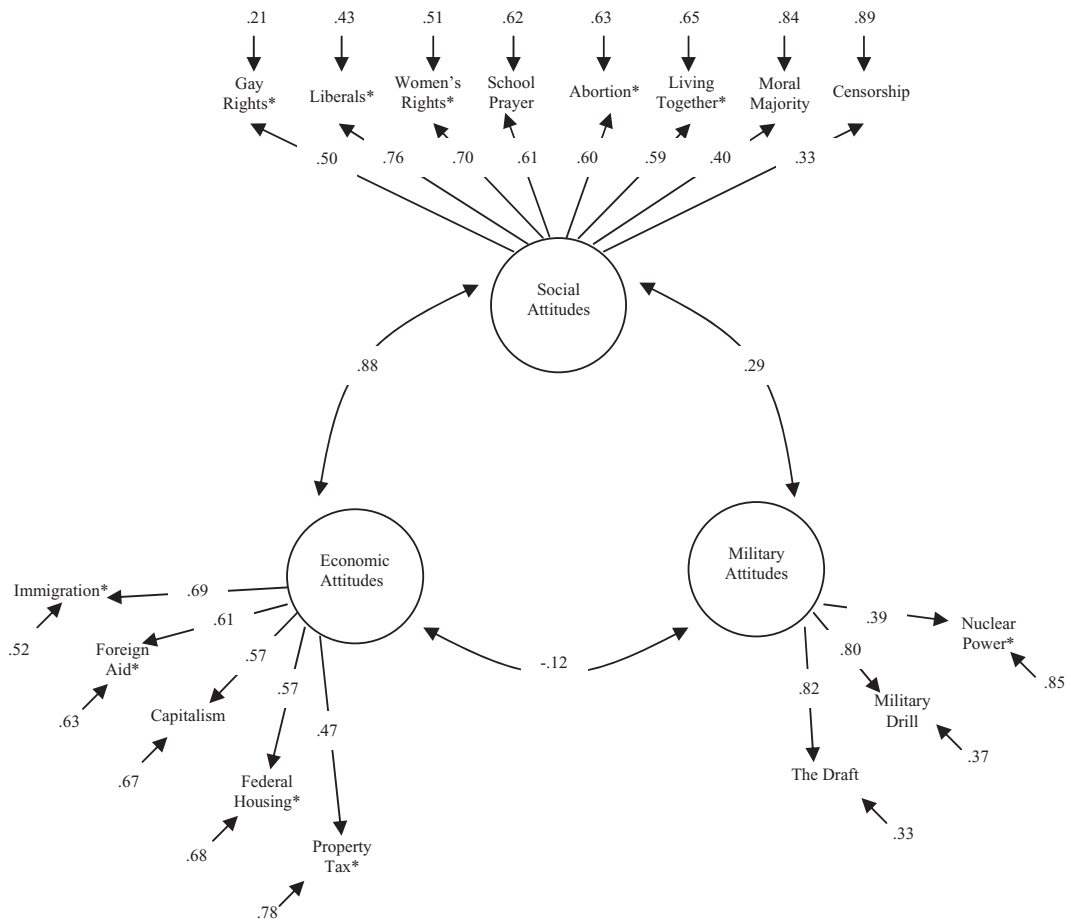 .21 .43 .51 .62 .63 .65 .84 .89
Gay
Rights*
Liberals*
Women's
Rights*
School
Prayer
Abortion*
Living
Together*
Moral
Majority
Censorship
.50 .76 .70 .61 .60 .59 .40 .33
Social
Attitudes
.88
.29
Economic
Attitudes
Military
Attitudes
-.12
Immigration*
.69
.52
Foreign
Aid*
.61
.63
Capitalism
.57
.67
Federal
Housing*
.57
.68
Property
Tax*
.47
.78
Nuclear
Power*
.39
.85
Military
Drill
.80
.37
The Draft
.82
.33